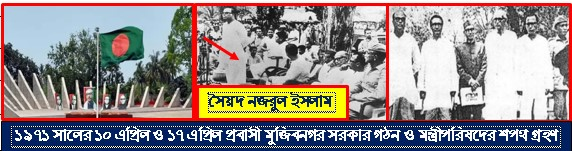 সৈয়দ নজরুল ইসলাম
১৯৭১ সালের ১০ এপ্রিল ও ১৭ এপ্রিল প্রবাসী মুজিবনগর সরকার গঠন ও মন্ত্রীপরিষদের শপথ গ্রহণ